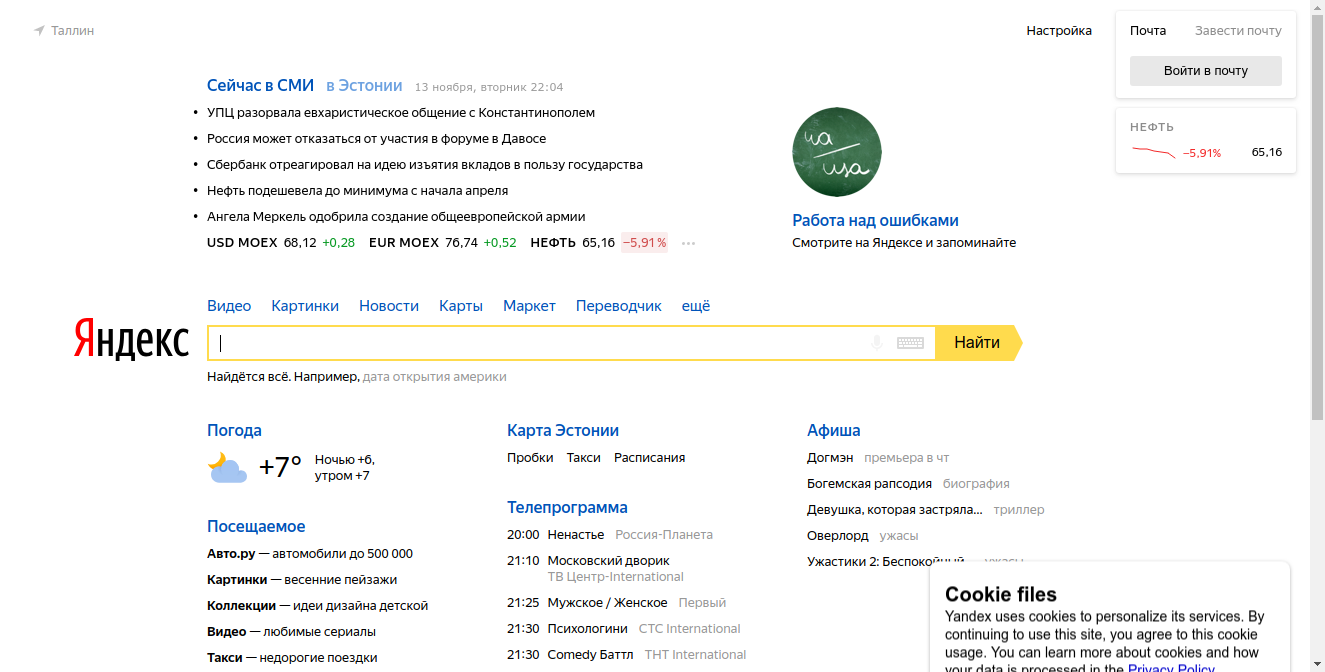 Таллин
Настройка
Почта Завести почту
Войти в почту
НЕФТЬ
−5,91% 65,16
Сейчас в СМИ в Эстонии 13 ноября, вторник 22:04
• УПЦ разорвала евхаристическое общение с Константинополем
• Россия может отказаться от участия в форуме в Давосе
• Сбербанк отреагировал на идею изъятия вкладов в пользу государства
• Нефть подешевела до минимума с начала апреля
• Ангела Меркель одобрила создание общеевропейской армии
USD MOEX 68,12 +0,28 EUR MOEX 76,74 +0,52 НЕФТЬ 65,16 −5,91% ...
ua
usa
Работа над ошибками
Смотрите на Яндексе и запоминайте
Видео Картинки Новости Карты Маркет Переводчик ещё
Яндекс
Найти
Найдётся всё. Например, дата открытия америки
Погода
+7°
Ночью +6,
утром +7
Посещаемое
Авто.ру — автомобили до 500 000
Картинки — весенние пейзажи
Коллекции — идеи дизайна детской
Видео — любимые сериалы
Такси — недорогие поездки
Карта Эстонии
Пробки Такси Расписания
Телепрограмма
20:00 Ненастье Россия-Планета
21:10 Московский дворик
ТВ Центр-International
21:25 Мужское / Женское Первый
21:30 Психологини СТС International
21:30 Comedy Баттл ТНТ International
Афиша
Догмэн премьера в чт
Богемская рапсодия биография
Девушка, которая застряла... триллер
Оверлорд ужасы
Ужастики 2: Беспокойный... ужасы
Cookie files
Yandex uses cookies to personalize its services. By
continuing to use this site, you agree to this cookie
usage. You can learn more about cookies and how
your data is processed in the Privacy Policy.